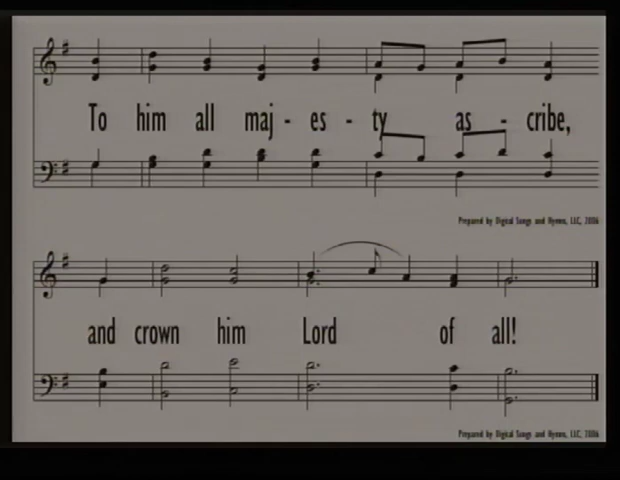 To him all maj - es - ty as - cribe,
Prepared by Digital Songs and Hymns, LLC, 2006
and crown him Lord of all!
Prepared by Digital Songs and Hymns, LLC, 2006